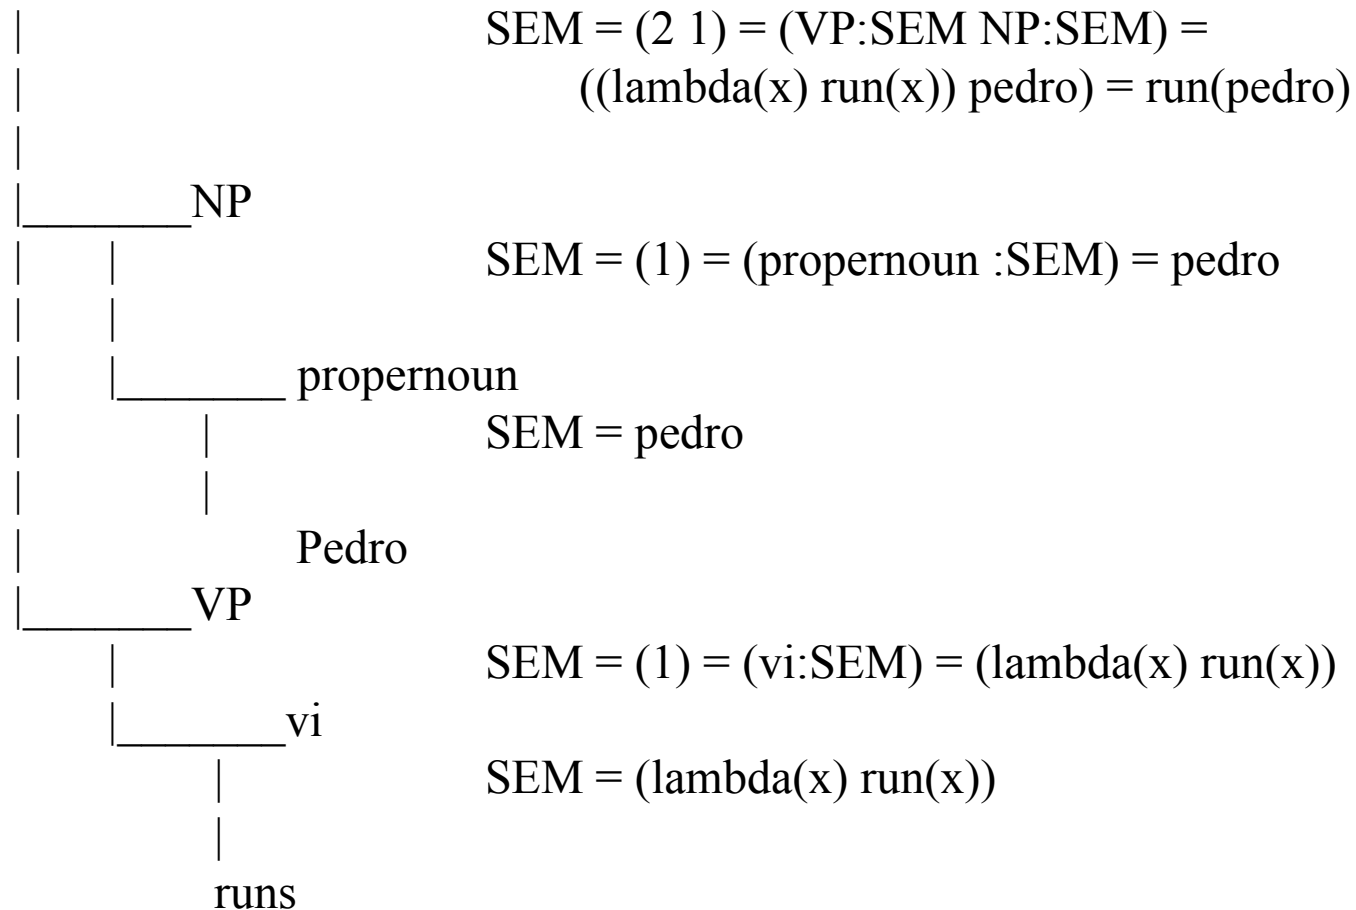 SEM = (2 1) = (VP:SEM NP:SEM) =
((lambda(x) run(x)) pedro) = run(pedro)
NP
SEM = (1) = (propernoun :SEM) = pedro
propernoun
SEM = pedro
Pedro
VP
SEM = (1) = (vi:SEM) = (lambda(x) run(x))
vi
SEM = (lambda(x) run(x))
runs